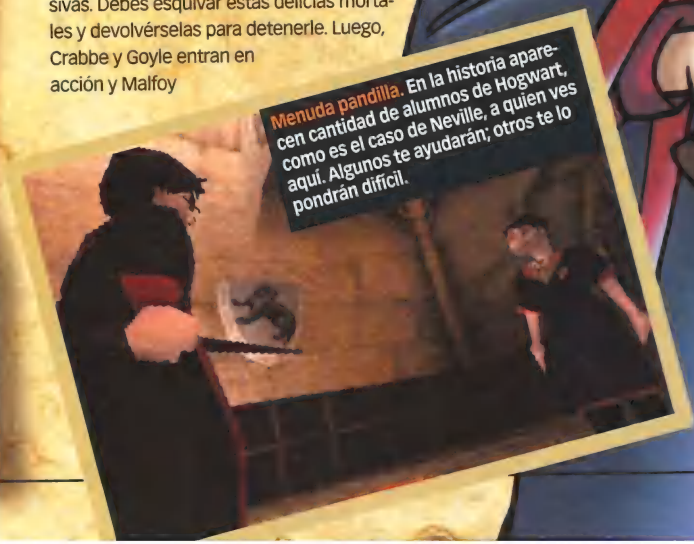 sivas. Debes esquivar estas delicias morta-
les y devolvérselas para detenerle. Luego,
Crabbe y Goyle entran en
acción y Malfoy
Menuda pandilla. En la historia apare-
cen cantidad de alumnos de Hogwart,
como es el caso de Neville, a quien ves
aquí. Algunos te ayudarán; otros te lo
pondrán difícil.